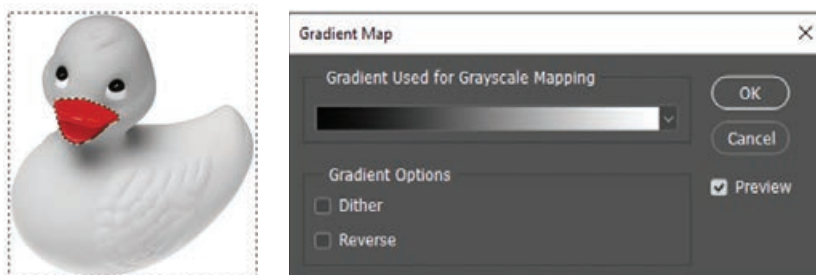 Gradient Map
Gradient Used for Grayscale Mapping
OK
Cancel
Preview
Gradient Options
Dither
Reverse